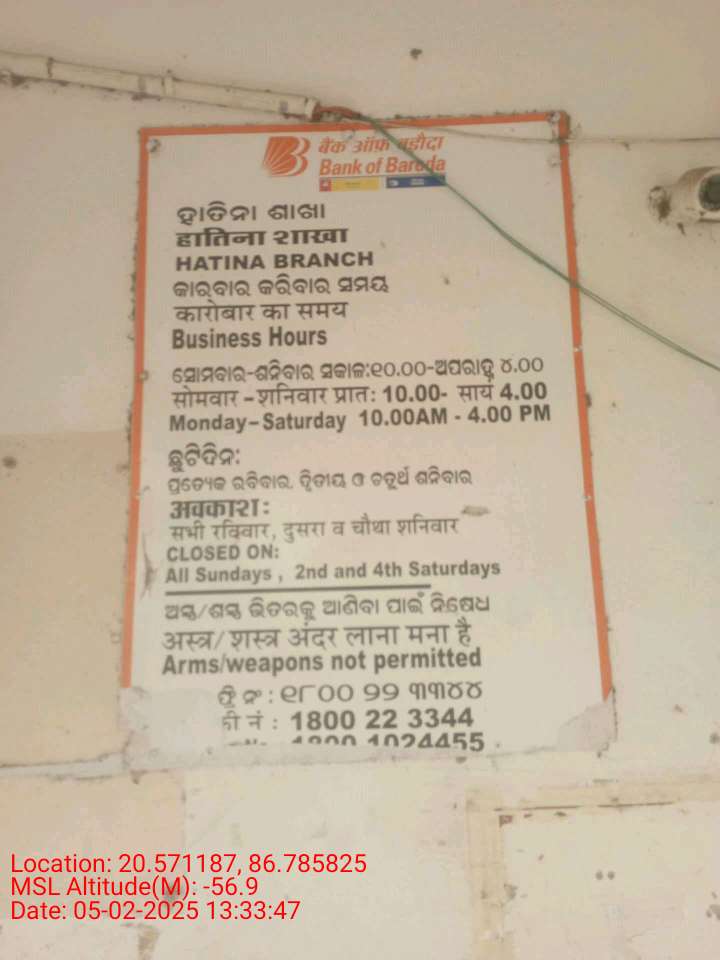 बैंक ऑफ़ बड़ौदा
Bank of Baroda
ହାତିନା ଶାଖା
हातिना शाखा
HATINA BRANCH
କାରବାର କରିବାର ସମୟ
कारोबार का समय
Business Hours
ସୋମବାର-ଶନିବାର ସକାଳ:୧୦.୦୦-ଅପରାହ୍ନ ୪.୦୦
सोमवार - शनिवार प्रातः 10.00- सायं 4.00
Monday-Saturday 10.00AM - 4.00 PM
ଛୁଟିଦିନ:
ପ୍ରତ୍ୟେକ ରବିବାର, ଦ୍ୱିତୀୟ ଓ ଚତୁର୍ଥ ଶନିବାର
अवकाश:
सभी रविवार, दुसरा व चौथा शनिवार
CLOSED ON:
All Sundays , 2nd and 4th Saturdays
ଅସ୍ତ୍ର/ଶସ୍ତ୍ର ଭିତରକୁ ଆଣିବା ପାଇଁ ନିଷେଧ
अस्त्र/शस्त्र अंदर लाना मना है
Arms/weapons not permitted
ଫ୍ରି ନଂ : ୧୮୦୦ ୨୨ ୩୩୪୪
री नं : 1800 22 3344
1800 1024455
Location: 20.571187, 86.785825
MSL Altitude(M): -56.9
Date: 05-02-2025 13:33:47